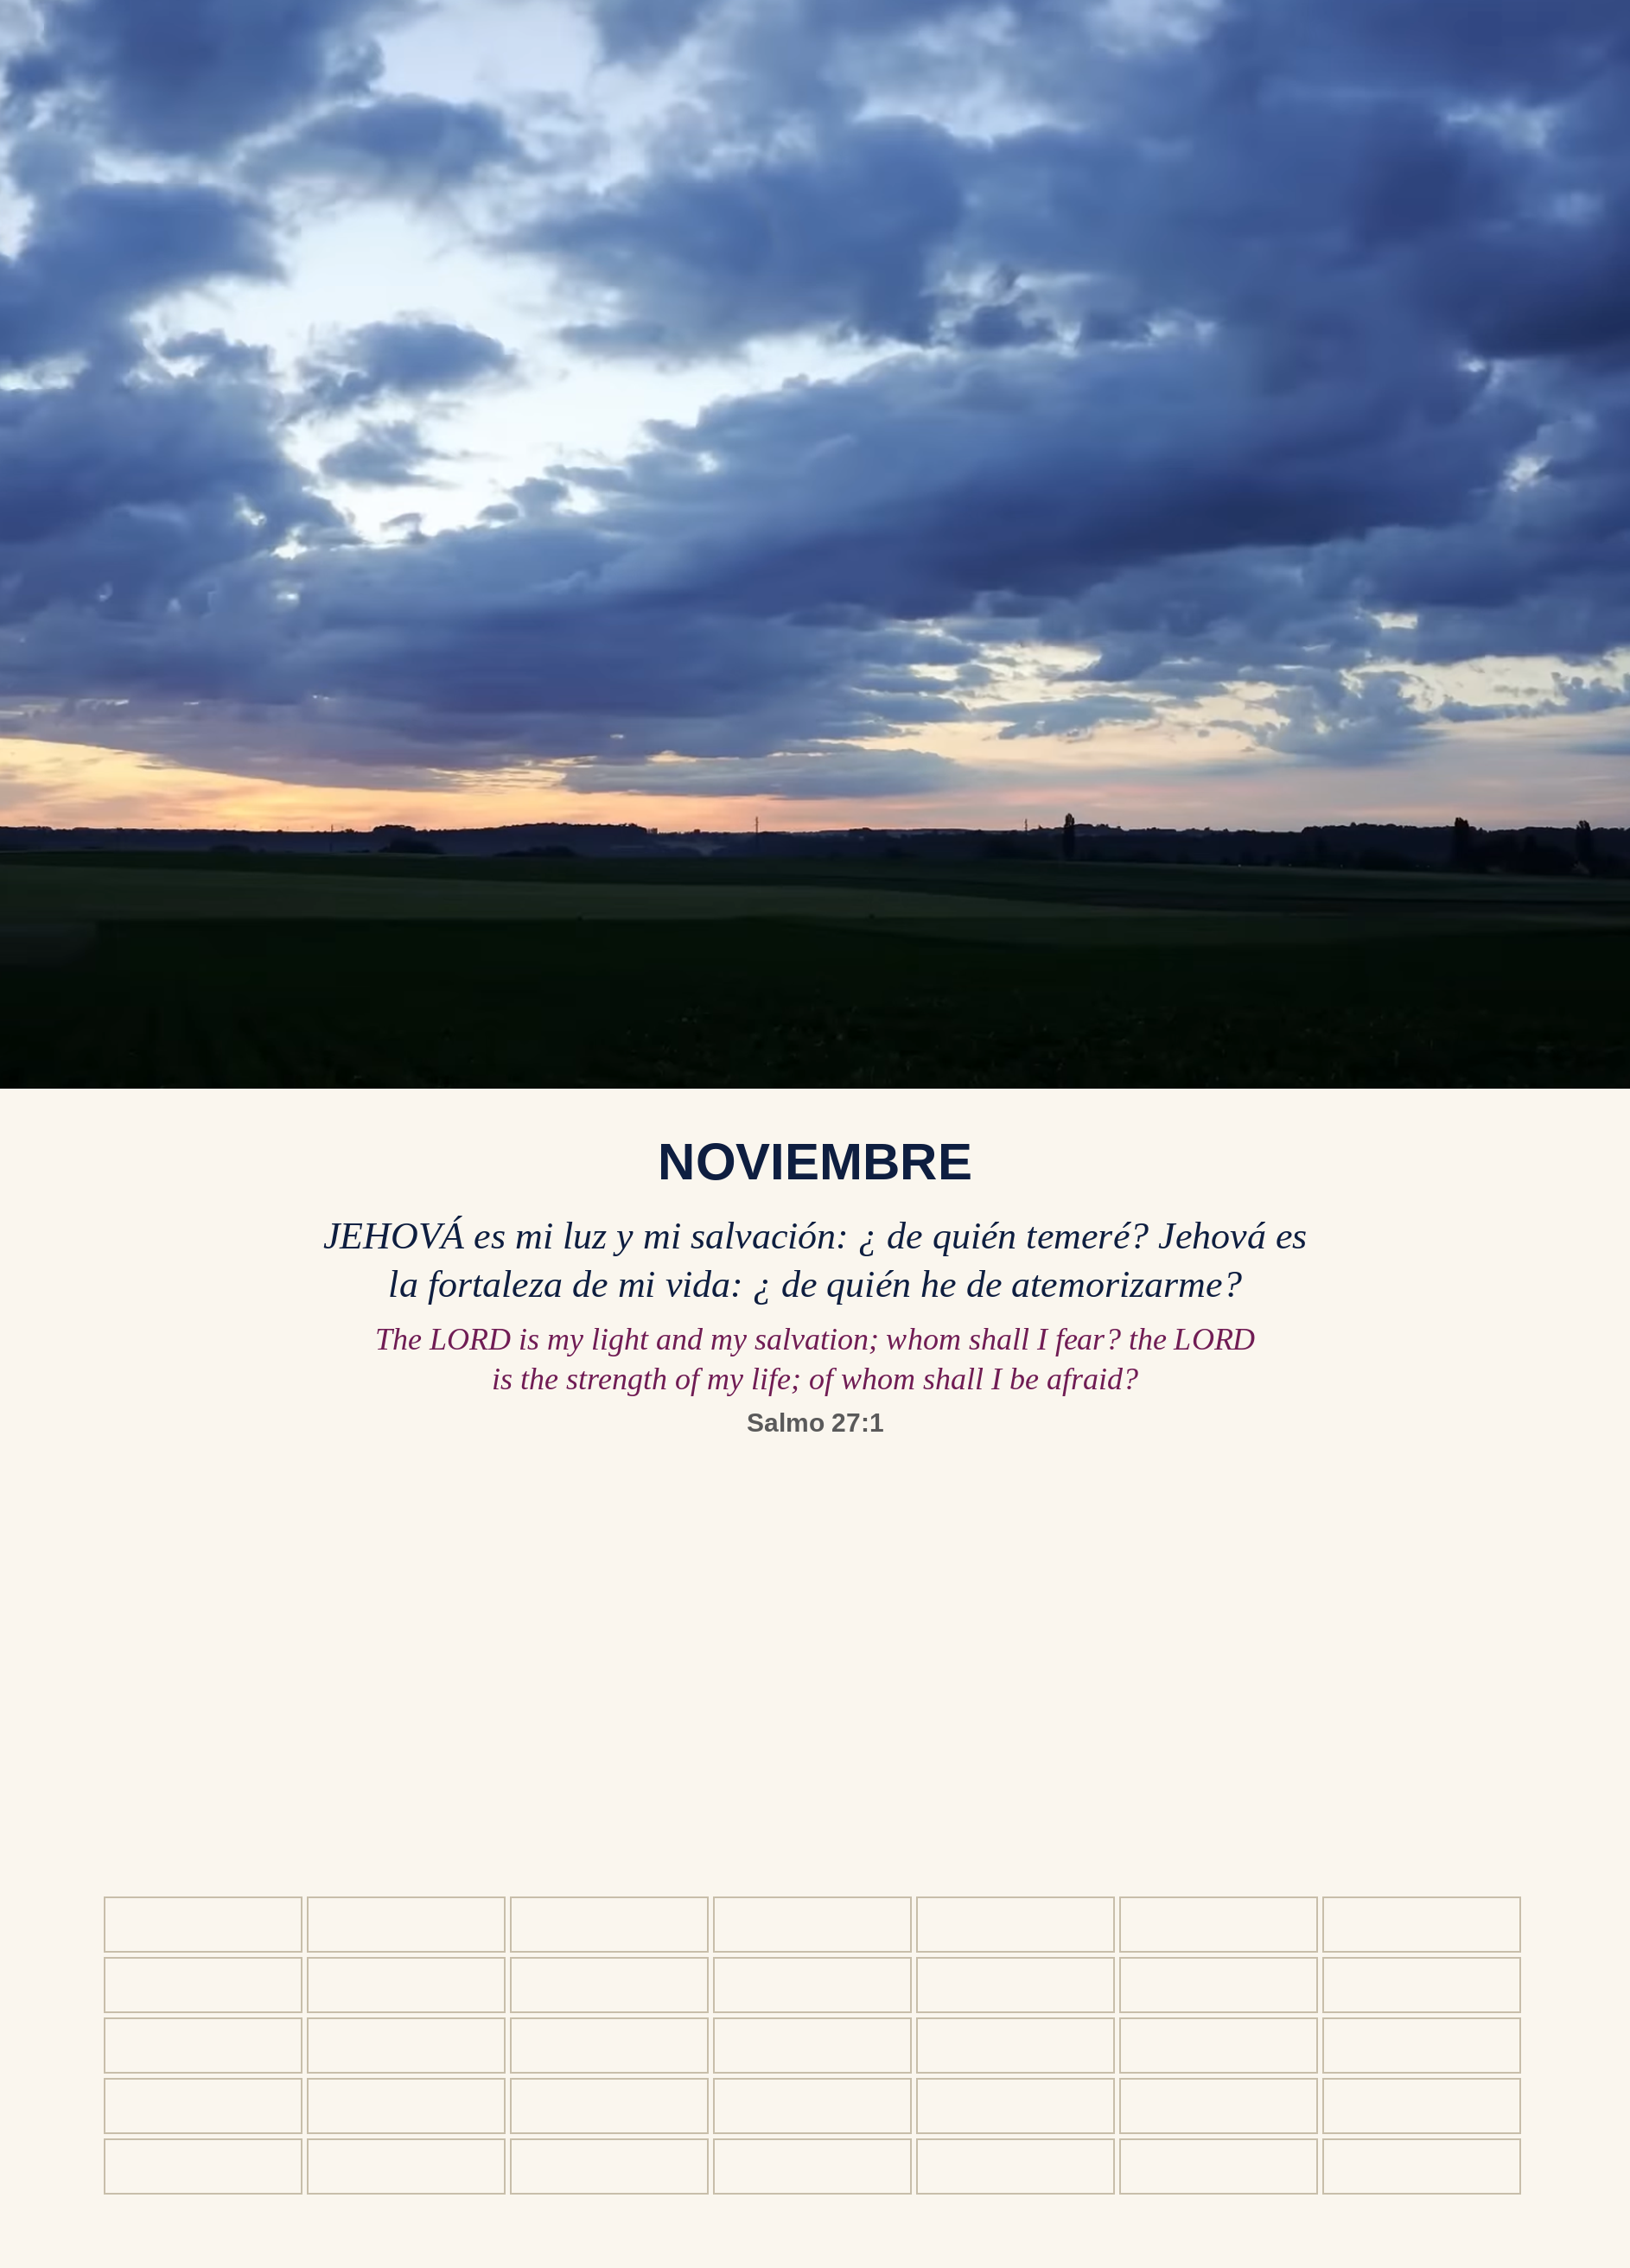 NOVIEMBRE
JEHOVÁ es mi luz y mi salvación: ¿ de quién temeré? Jehová es
la fortaleza de mi vida: ¿ de quién he de atemorizarme?
The LORD is my light and my salvation; whom shall I fear? the LORD
is the strength of my life; of whom shall I be afraid?
Salmo 27:1